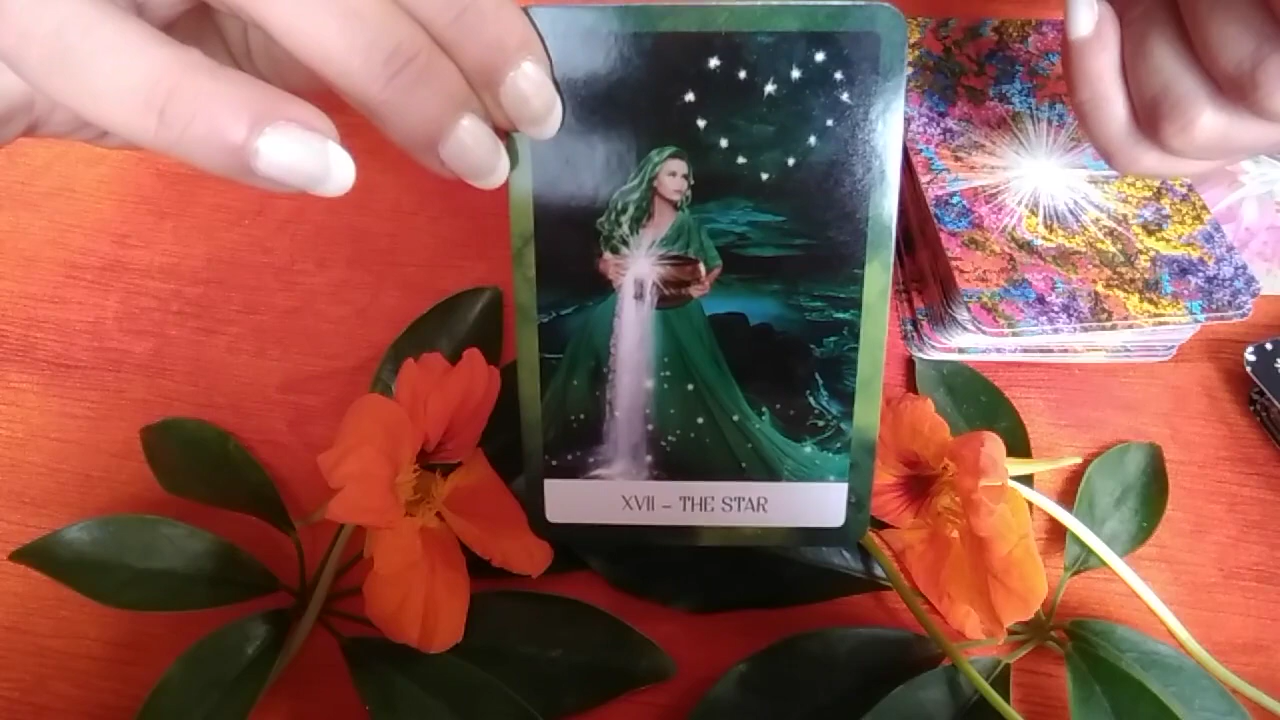 XVII – THE STAR